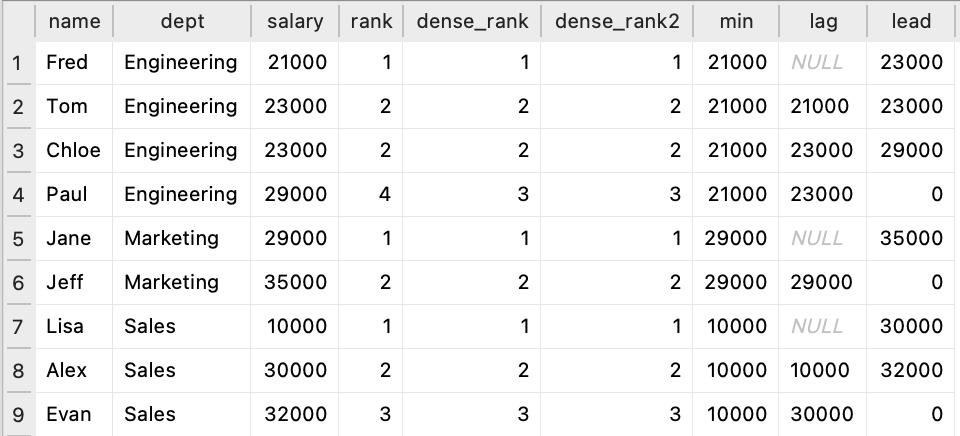 name dept salary rank dense_rank dense_rank2 min lag lead
1 Fred Engineering 21000 1 1 1 21000 NULL 23000
2 Tom Engineering 23000 2 2 2 21000 21000 23000
3 Chloe Engineering 23000 2 2 2 21000 23000 29000
4 Paul Engineering 29000 4 3 3 21000 23000 0
5 Jane Marketing 29000 1 1 1 29000 NULL 35000
6 Jeff Marketing 35000 2 2 2 29000 29000 0
7 Lisa Sales 10000 1 1 1 10000 NULL 30000
8 Alex Sales 30000 2 2 2 10000 10000 32000
9 Evan Sales 32000 3 3 3 10000 30000 0